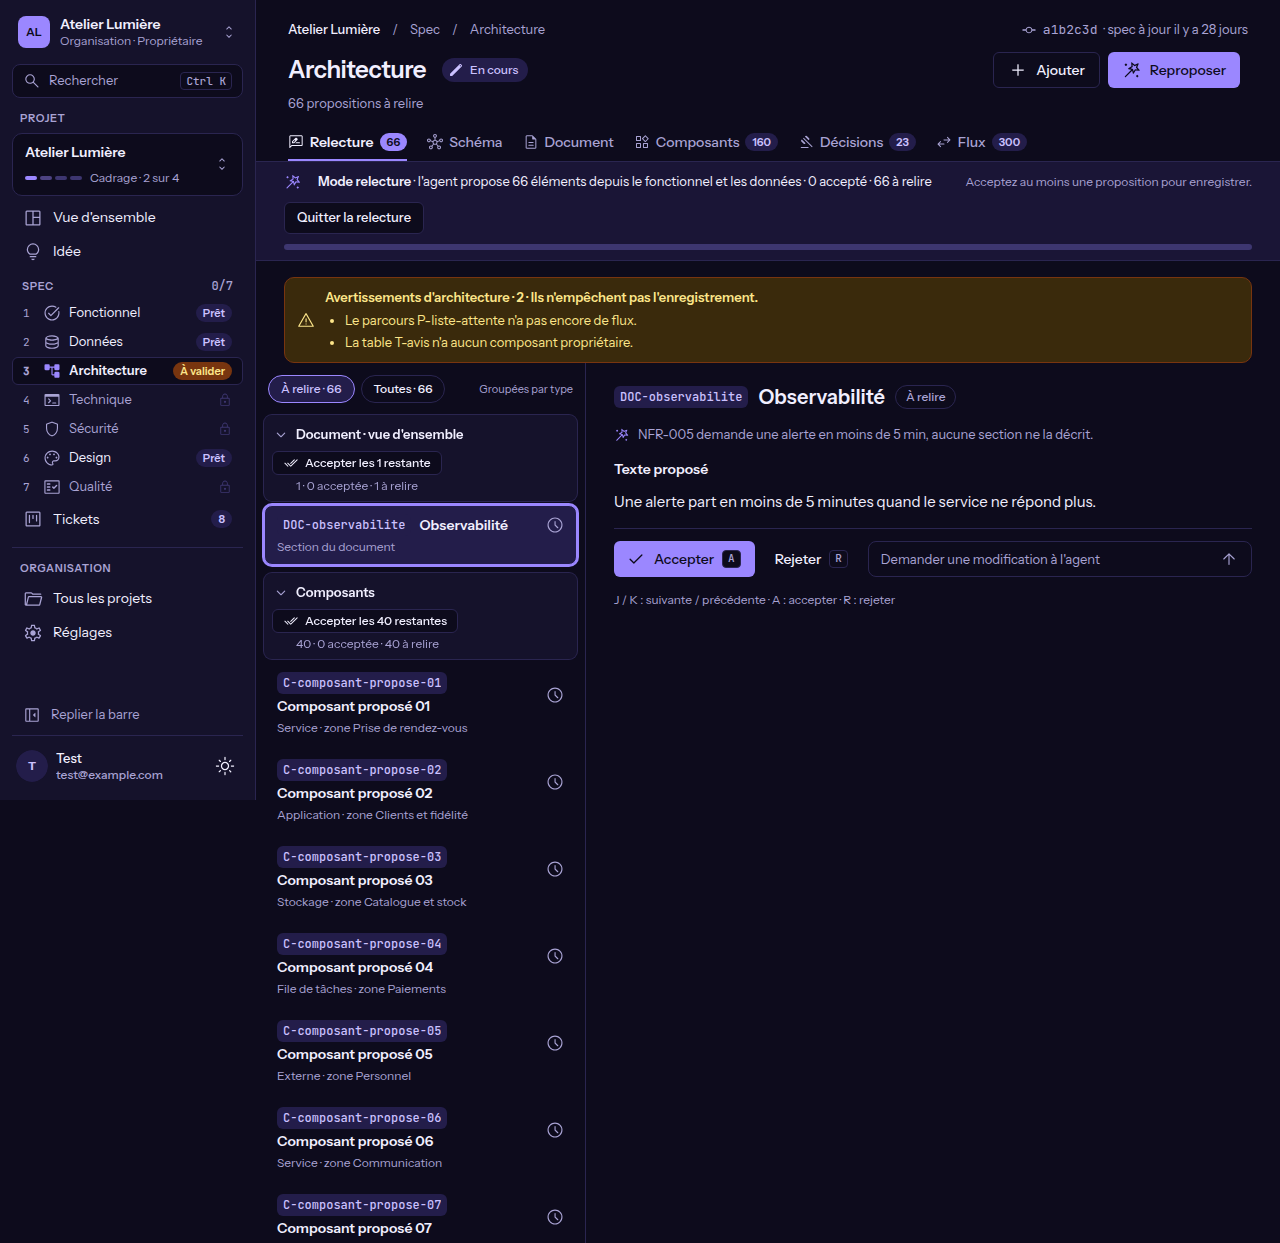 AL
Atelier Lumière
Organisation · Propriétaire
Rechercher
Ctrl K
PROJET
Atelier Lumière
Cadrage · 2 sur 4
Vue d'ensemble
Idée
SPEC 0/7
1 Fonctionnel Prêt
2 Données Prêt
3 Architecture À valider
4 Technique
5 Sécurité
6 Design Prêt
7 Qualité
Tickets 8
ORGANISATION
Tous les projets
Réglages
Replier la barre
T
Test
test@example.com
Atelier Lumière / Spec / Architecture
a1b2c3d · spec à jour il y a 28 jours
Architecture
En cours
Ajouter
Reproposer
66 propositions à relire
Relecture 66
Schéma
Document
Composants 160
Décisions 23
Flux 300
Mode relecture · l'agent propose 66 éléments depuis le fonctionnel et les données · 0 accepté · 66 à relire
Acceptez au moins une proposition pour enregistrer.
Quitter la relecture
Avertissements d'architecture · 2 · Ils n'empêchent pas l'enregistrement.
• Le parcours P-liste-attente n'a pas encore de flux.
• La table T-avis n'a aucun composant propriétaire.
À relire · 66
Toutes · 66
Groupées par type
Document · vue d'ensemble
Accepter les 1 restante
1 · 0 acceptée · 1 à relire
DOC-observabilite Observabilité
Section du document
Composants
Accepter les 40 restantes
40 · 0 acceptée · 40 à relire
C-composant-propose-01
Composant proposé 01
Service · zone Prise de rendez-vous
C-composant-propose-02
Composant proposé 02
Application · zone Clients et fidélité
C-composant-propose-03
Composant proposé 03
Stockage · zone Catalogue et stock
C-composant-propose-04
Composant proposé 04
File de tâches · zone Paiements
C-composant-propose-05
Composant proposé 05
Externe · zone Personnel
C-composant-propose-06
Composant proposé 06
Service · zone Communication
C-composant-propose-07
Composant proposé 07
DOC-observabilite Observabilité À relire
NFR-005 demande une alerte en moins de 5 min, aucune section ne la décrit.
Texte proposé
Une alerte part en moins de 5 minutes quand le service ne répond plus.
Accepter A
Rejeter R
Demander une modification à l'agent
J / K : suivante / précédente · A : accepter · R : rejeter